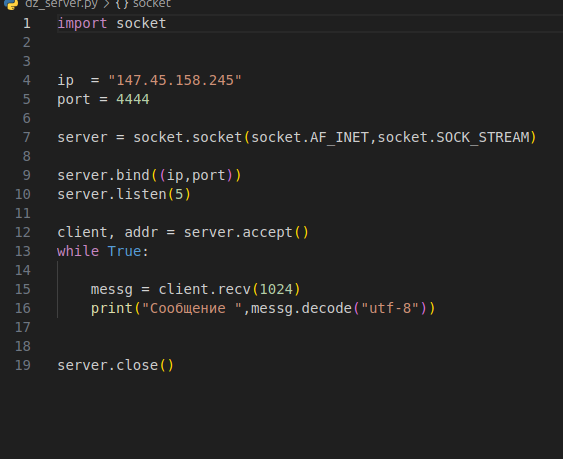 dz_server.py > {} socket
1 import socket
2
3
4 ip  = "147.45.158.245"
5 port = 4444
6
7 server = socket.socket(socket.AF_INET,socket.SOCK_STREAM)
8
9 server.bind((ip,port))
10 server.listen(5)
11
12 client, addr = server.accept()
13 while True:
14
15     messg = client.recv(1024)
16     print("Сообщение ",messg.decode("utf-8"))
17
18
19 server.close()